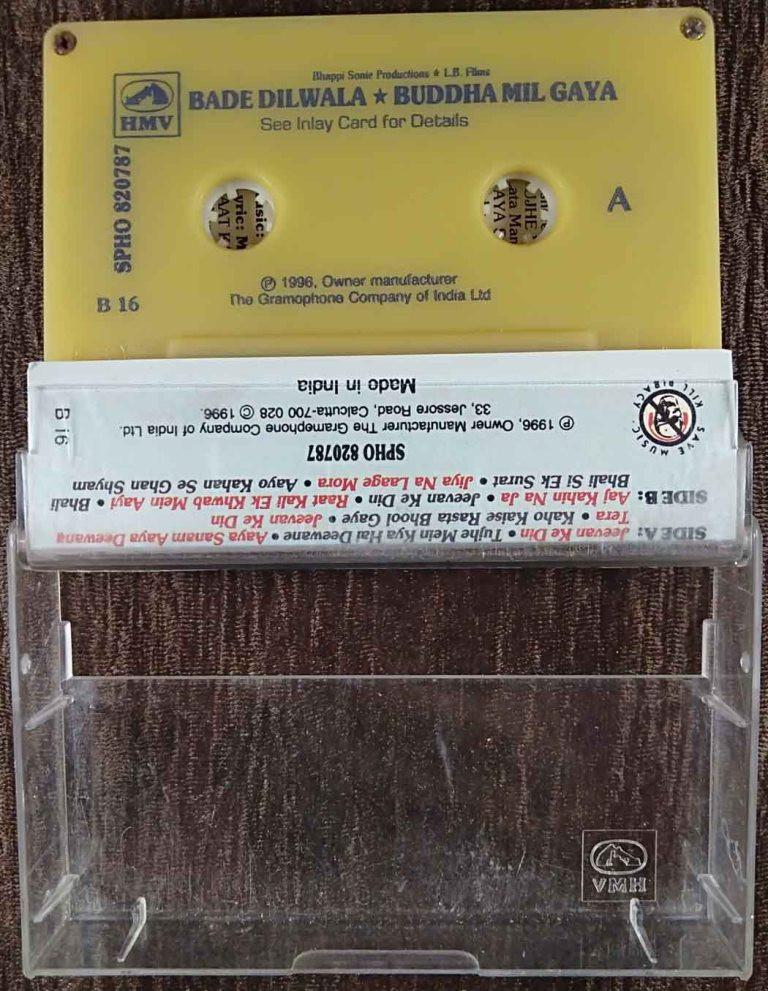 Bhappi Sonie Productions ★ L.B. Films
BADE DILWALA ★ BUDDHA MIL GAYA
See Inlay Card for Details
HMV
SPHO 820787
A
B 16
℗ 1996, Owner manufacturer
The Gramophone Company of India Ltd
SIDE A: Jeevan Ke Din • Tujhe Mein Kya Hai Deewane • Aaya Sanam Aaya Deewana
Tera • Kaho Kaise Rasta Bhool Gaye • Jeevan Ke Din
SIDE B: Aaj Kahin Na Ja • Jeevan Ke Din • Raat Kali Ek Khwab Mein Aayi • Bhali
Bhali Si Ek Surat • Jiya Na Laage Mora • Aayo Kahan Se Ghan Shyam
SPHO 820787
℗ 1996, Owner Manufacturer The Gramophone Company of India Ltd.
33, Jessore Road, Calcutta-700 028 © 1996.
Made in India
SAVE MUSIC KILL PIRACY
B 16
HMV